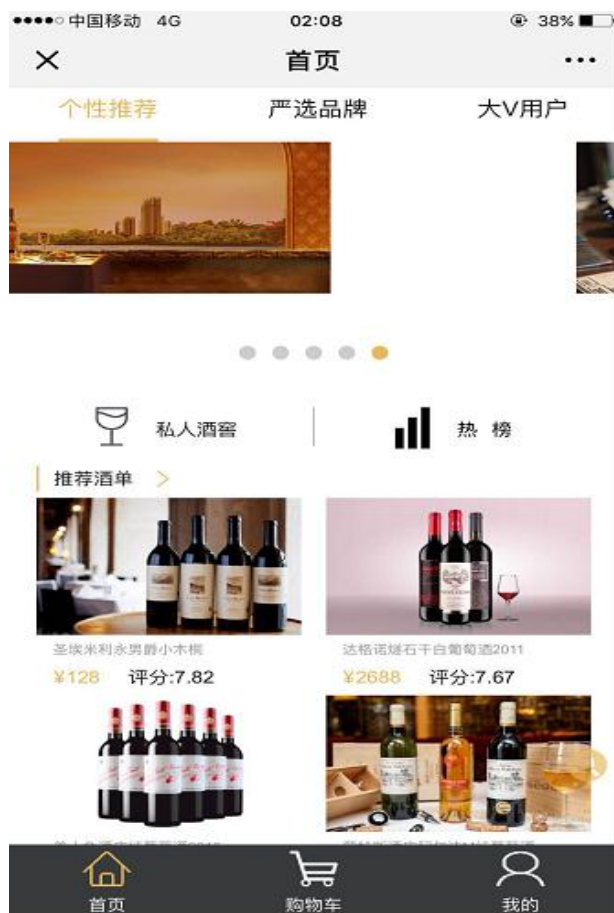 中国移动 4G 02:08 38%
首页
个性推荐 严选品牌 大V用户
私人酒窖 热 榜
推荐酒单 >
圣埃米利永男爵小木桐 达格诺燧石干白葡萄酒2011
¥128 评分:7.82 ¥2688 评分:7.67
首页 购物车 我的